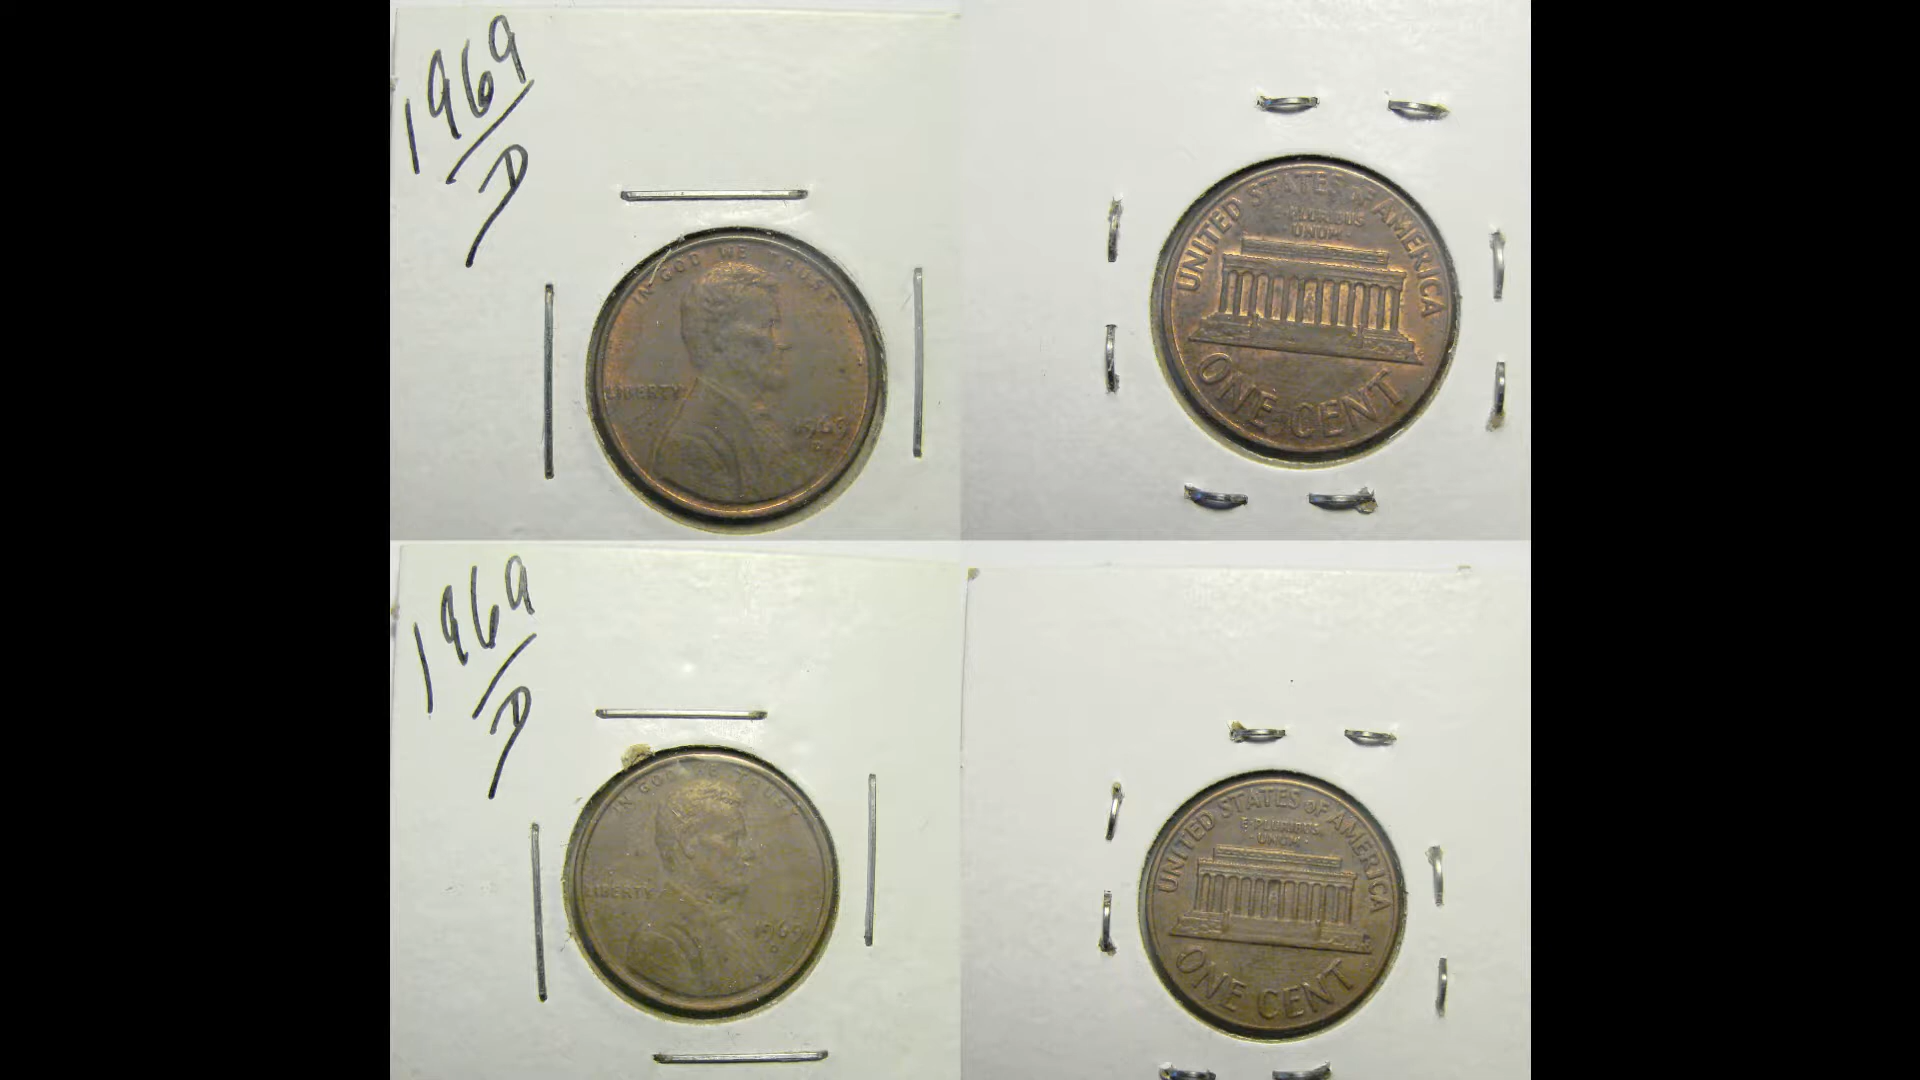 1969
D
IN GOD WE TRUST
LIBERTY
1969
D
UNITED STATES OF AMERICA
E PLURIBUS
UNUM
ONE CENT
1969
D
IN GOD WE TRUST
LIBERTY
1969
D
UNITED STATES OF AMERICA
E PLURIBUS
UNUM
ONE CENT